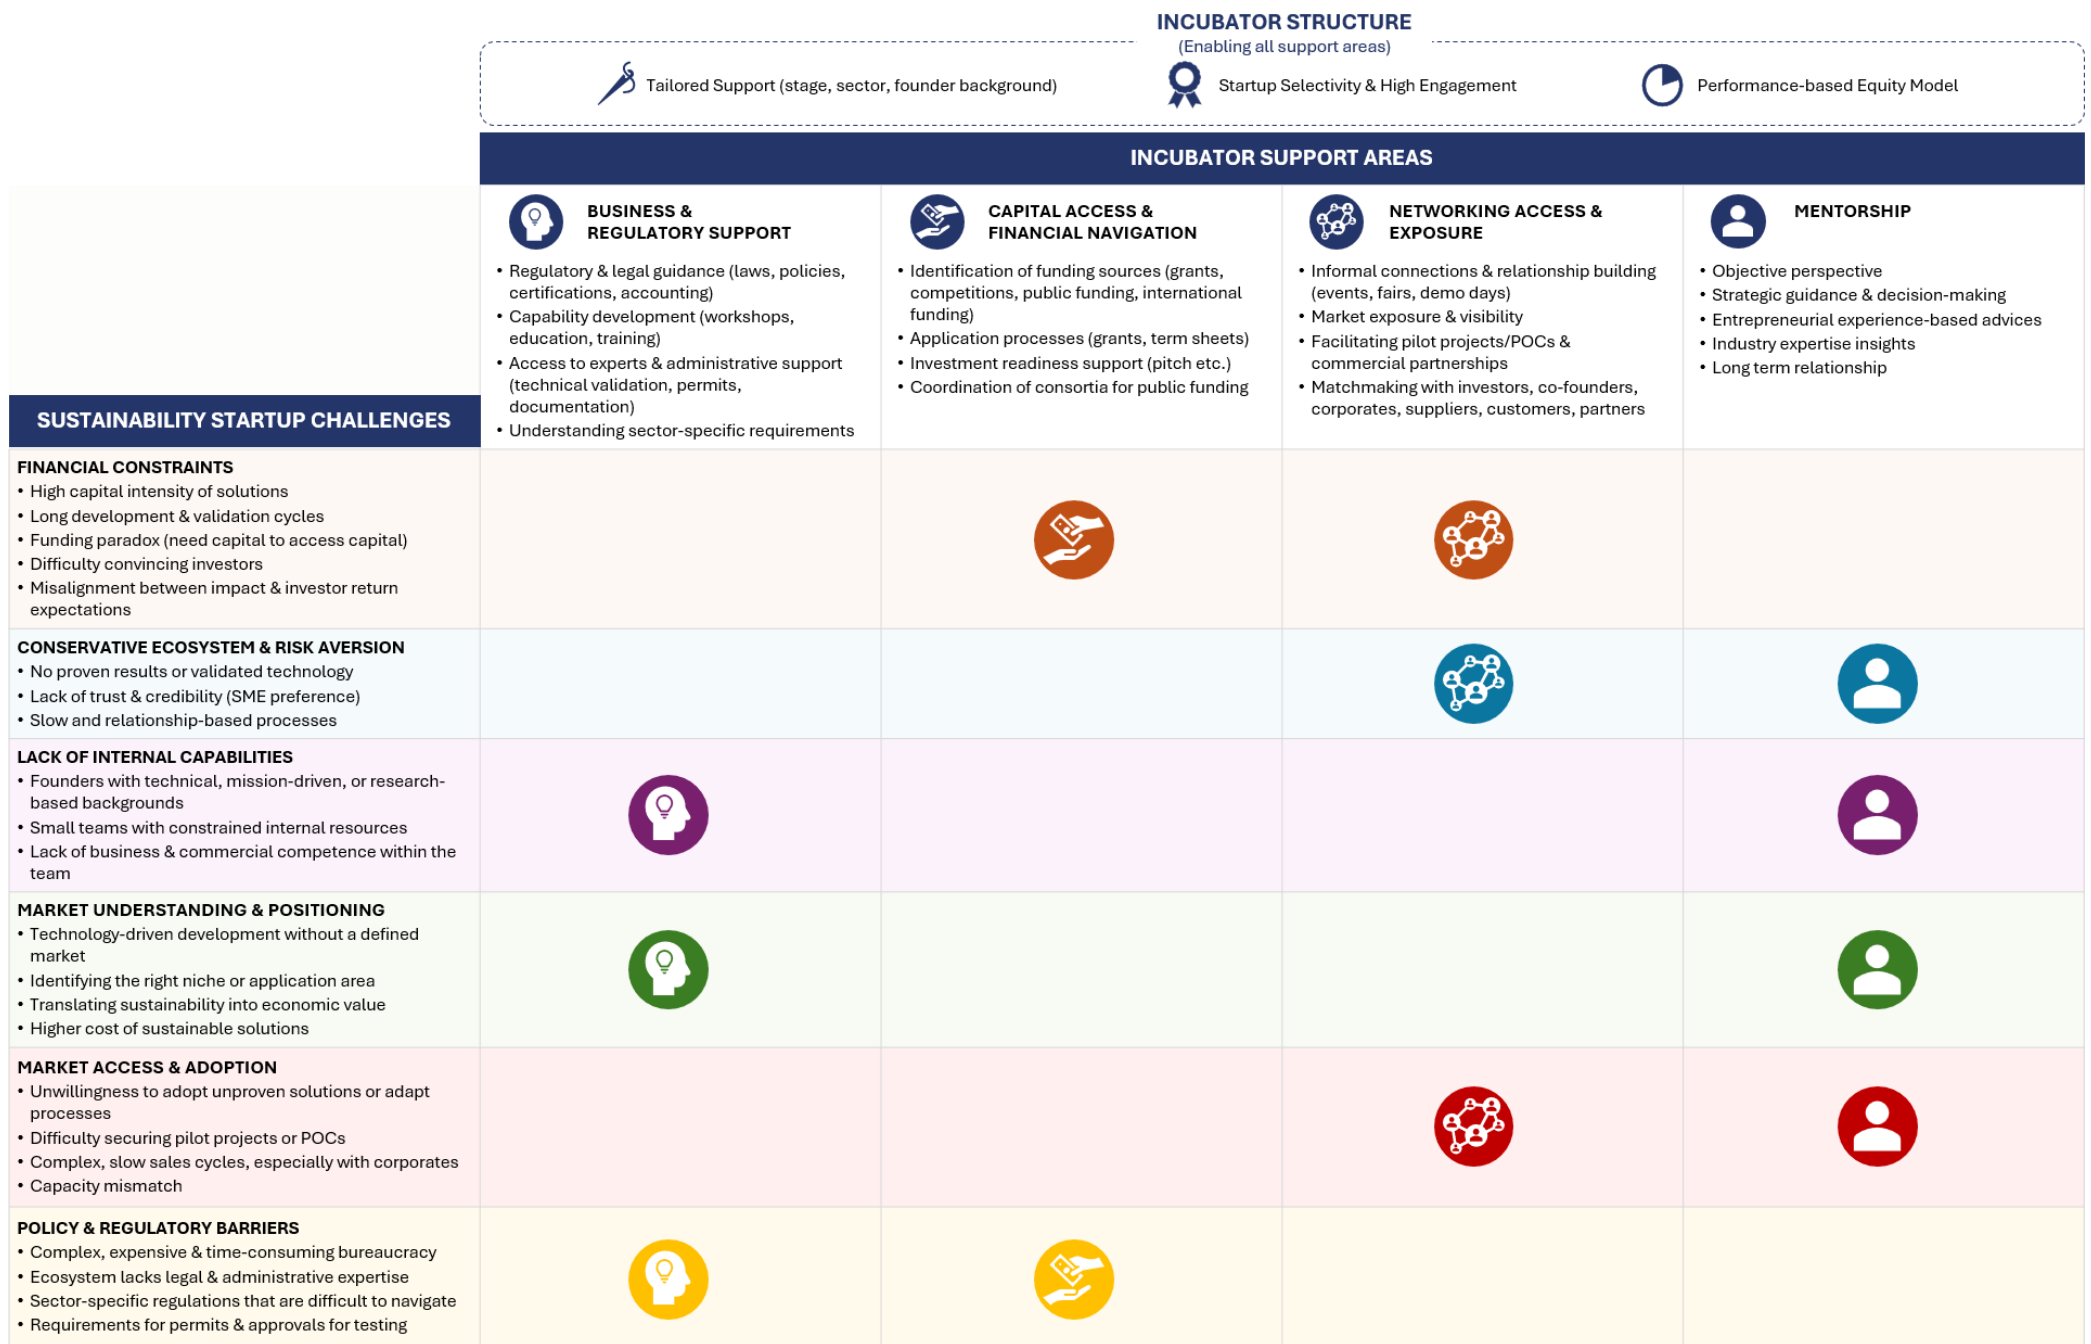 INCUBATOR STRUCTURE
(Enabling all support areas)
Tailored Support (stage, sector, founder background)
Startup Selectivity & High Engagement
Performance-based Equity Model
INCUBATOR SUPPORT AREAS
BUSINESS &
REGULATORY SUPPORT
• Regulatory & legal guidance (laws, policies,
certifications, accounting)
• Capability development (workshops,
education, training)
• Access to experts & administrative support
(technical validation, permits,
documentation)
• Understanding sector-specific requirements
CAPITAL ACCESS &
FINANCIAL NAVIGATION
• Identification of funding sources (grants,
competitions, public funding, international
funding)
• Application processes (grants, term sheets)
• Investment readiness support (pitch etc.)
• Coordination of consortia for public funding
NETWORKING ACCESS &
EXPOSURE
• Informal connections & relationship building
(events, fairs, demo days)
• Market exposure & visibility
• Facilitating pilot projects/POCs &
commercial partnerships
• Matchmaking with investors, co-founders,
corporates, suppliers, customers, partners
MENTORSHIP
• Objective perspective
• Strategic guidance & decision-making
• Entrepreneurial experience-based advices
• Industry expertise insights
• Long term relationship
SUSTAINABILITY STARTUP CHALLENGES
FINANCIAL CONSTRAINTS
• High capital intensity of solutions
• Long development & validation cycles
• Funding paradox (need capital to access capital)
• Difficulty convincing investors
• Misalignment between impact & investor return
expectations
CONSERVATIVE ECOSYSTEM & RISK AVERSION
• No proven results or validated technology
• Lack of trust & credibility (SME preference)
• Slow and relationship-based processes
LACK OF INTERNAL CAPABILITIES
• Founders with technical, mission-driven, or research-
based backgrounds
• Small teams with constrained internal resources
• Lack of business & commercial competence within the
team
MARKET UNDERSTANDING & POSITIONING
• Technology-driven development without a defined
market
• Identifying the right niche or application area
• Translating sustainability into economic value
• Higher cost of sustainable solutions
MARKET ACCESS & ADOPTION
• Unwillingness to adopt unproven solutions or adapt
processes
• Difficulty securing pilot projects or POCs
• Complex, slow sales cycles, especially with corporates
• Capacity mismatch
POLICY & REGULATORY BARRIERS
• Complex, expensive & time-consuming bureaucracy
• Ecosystem lacks legal & administrative expertise
• Sector-specific regulations that are difficult to navigate
• Requirements for permits & approvals for testing